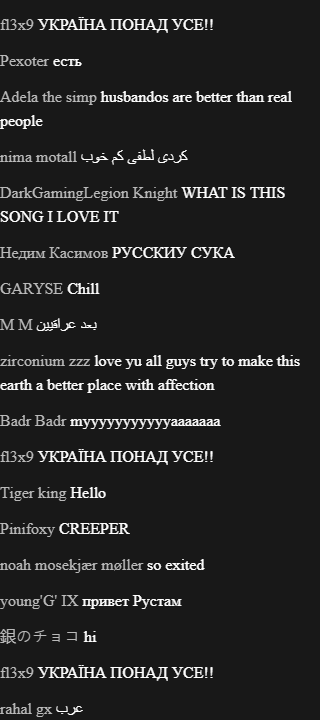 fl3x9 УКРАЇНА ПОНАД УСЕ!!
Pexoter есть
Adela the simp husbandos are better than real
people
nima motall کردی لطفی کم خوب
DarkGamingLegion Knight WHAT IS THIS
SONG I LOVE IT
Недим Касимов РУССКИУ СУКА
GARYSE Chill
M M بعد عراقيين
zirconium zzz love yu all guys try to make this
earth a better place with affection
Badr Badr myyyyyyyyyyyaaaaaaa
fl3x9 УКРАЇНА ПОНАД УСЕ!!
Tiger king Hello
Pinifoxy CREEPER
noah mosekjær møller so exited
young'G' IX привет Рустам
銀のチョコ hi
fl3x9 УКРАЇНА ПОНАД УСЕ!!
rahal gx عرب